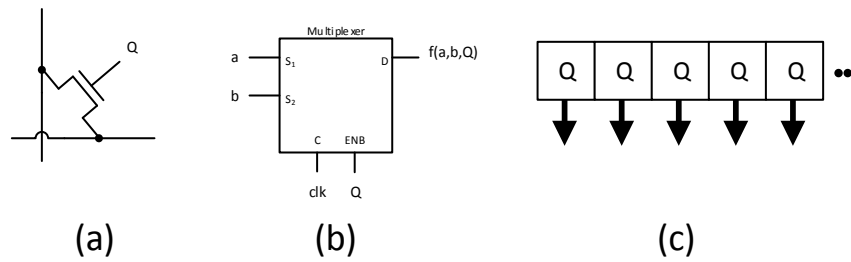 Q
(a)
Multiplexer
a
S1
D
f(a,b,Q)
b
S2
C
ENB
clk
Q
(b)
Q Q Q Q Q
(c)